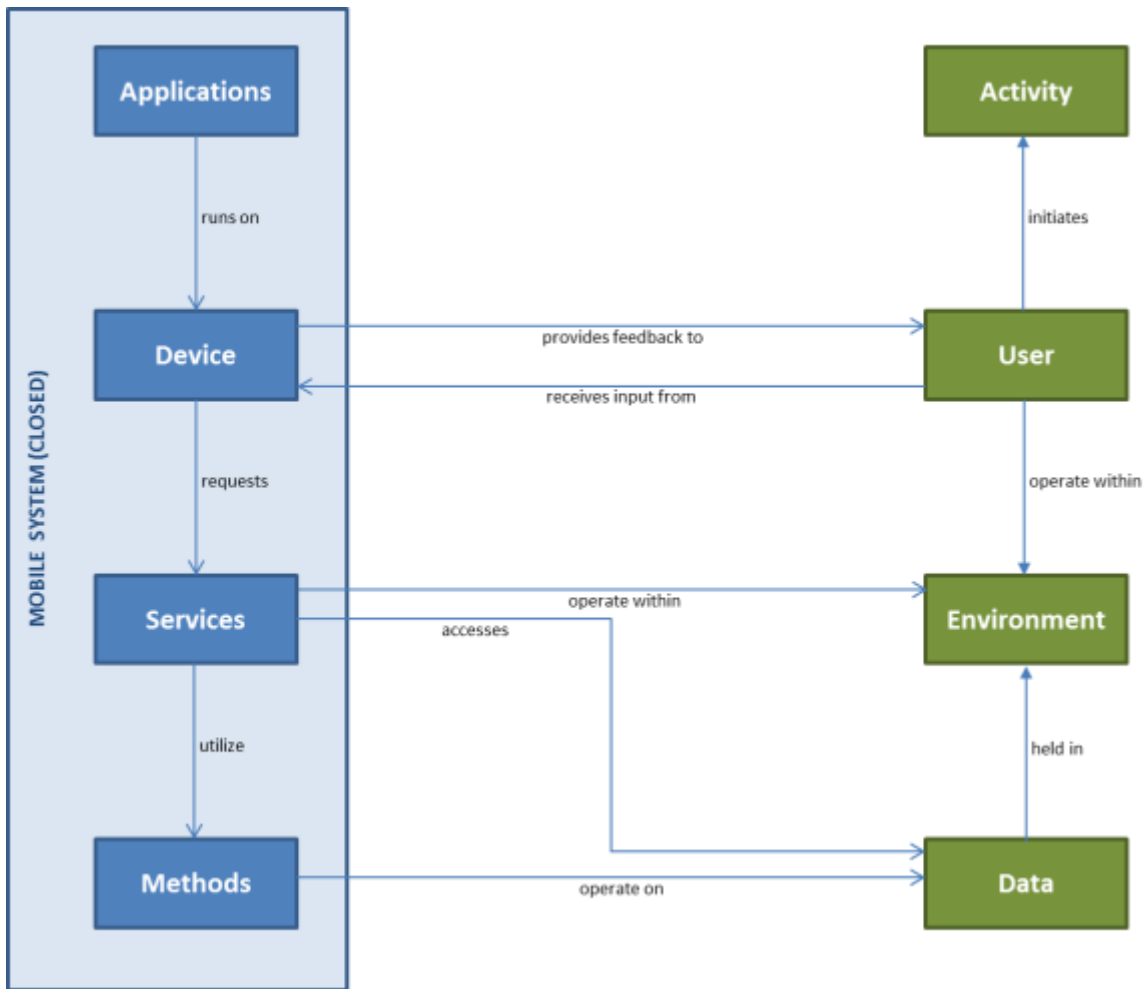 Applications
Activity
runs on
initiates
Device
provides feedback to
User
receives input from
MOBILE SYSTEM (CLOSED)
requests
operate within
Services
operate within
Environment
accesses
utilize
held in
Methods
operate on
Data